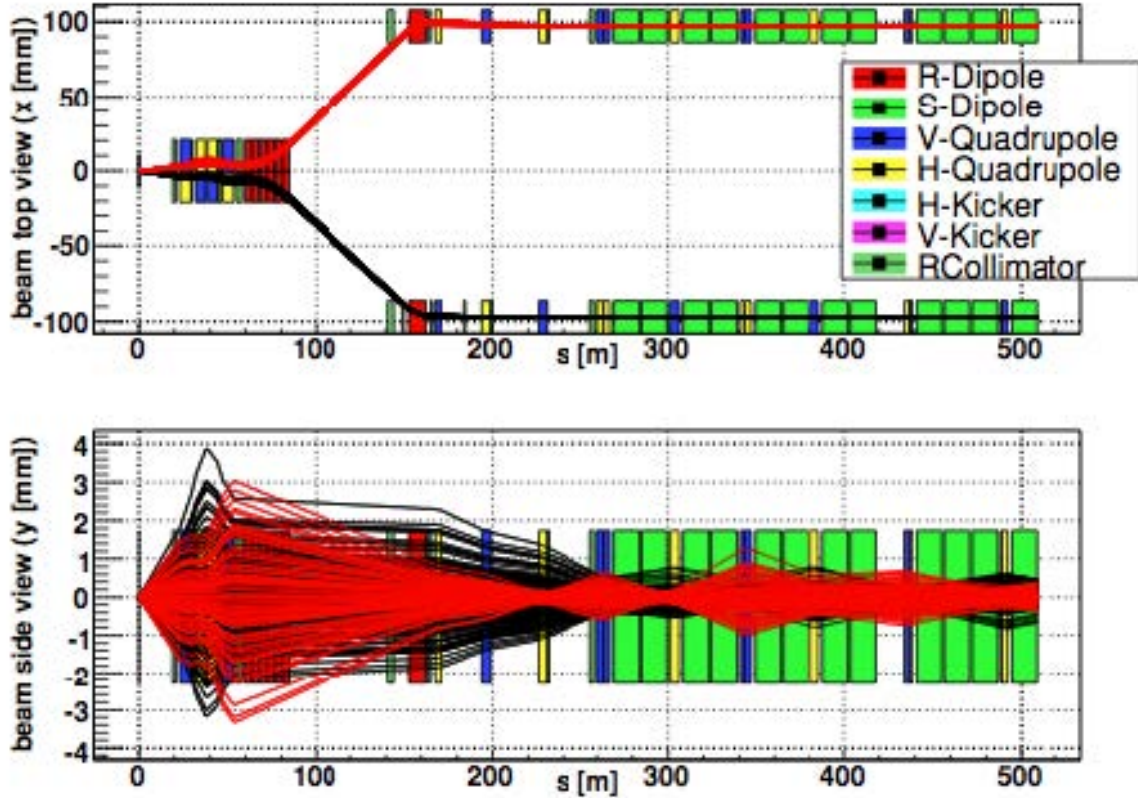 beam top view (x [mm])
100
50
0
-50
-100
R-Dipole
S-Dipole
V-Quadrupole
H-Quadrupole
H-Kicker
V-Kicker
RCollimator
0 100 200 300 400 500
s [m]
beam side view (y [mm])
4
3
2
1
0
-1
-2
-3
-4
0 100 200 300 400 500
s [m]